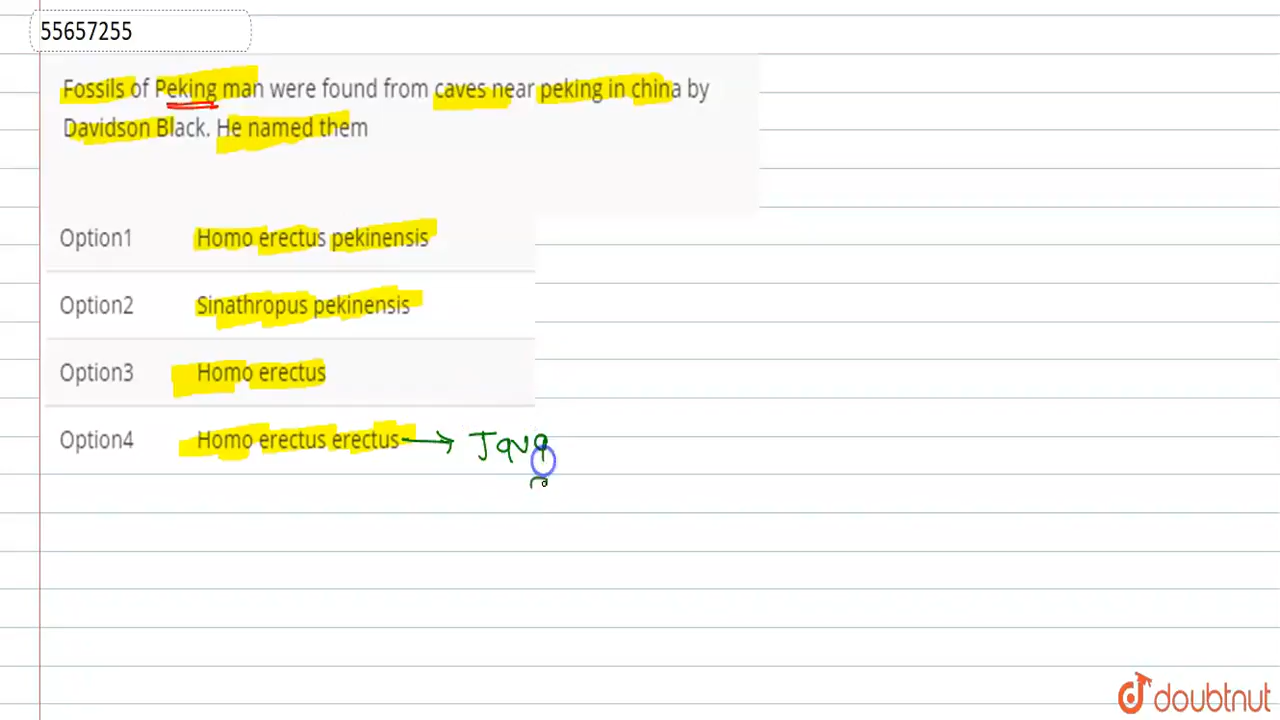 55657255
Fossils of Peking man were found from caves near peking in china by
Davidson Black. He named them
Option1 Homo erectus pekinensis
Option2 Sinathropus pekinensis
Option3 Homo erectus
Option4 Homo erectus erectus → Java
doubtnut